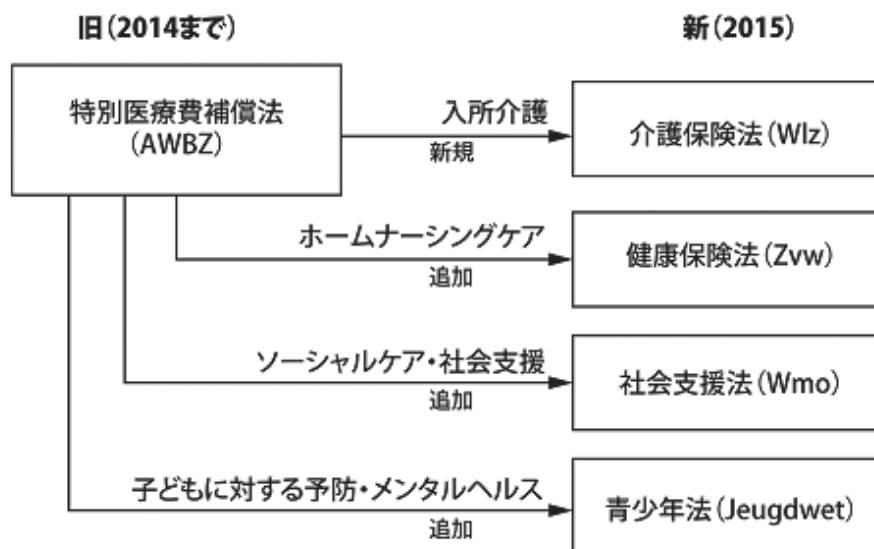 旧(2014まで)
新(2015)
特別医療費補償法
(AWBZ)
入所介護
新規
介護保険法(Wlz)
ホームナーシングケア
追加
健康保険法(Zvw)
ソーシャルケア・社会支援
追加
社会支援法(Wmo)
子どもに対する予防・メンタルヘルス
追加
青少年法(Jeugdwet)